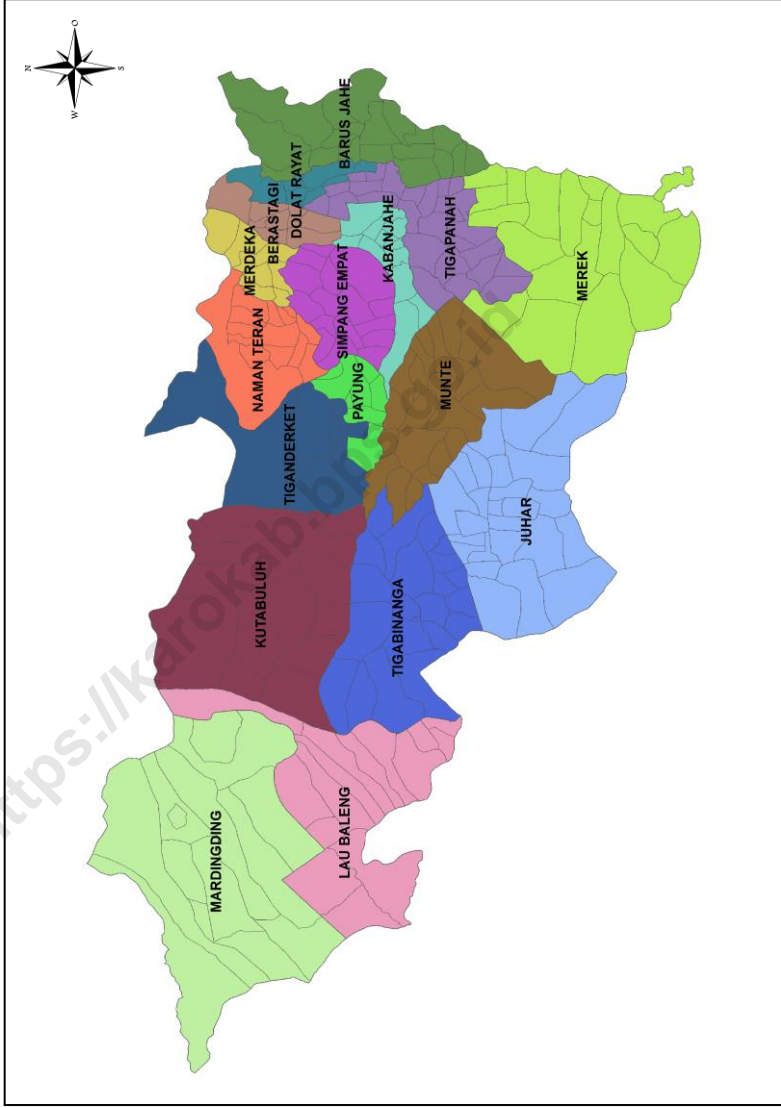 N
W
O
S
MARDINGDING
NAMAN TERAN
MERDEKA
BERASTAGI
DOLAT RAYAT
KUTABULUH
TIGANDERKET
SIMPANG EMPAT
BARUS JAHE
LAU BALENG
PAYUNG
KABANJAHE
TIGABINANGA
MUNTE
TIGAPANAH
JUHAR
MEREK
https://karokab.bps.go.id